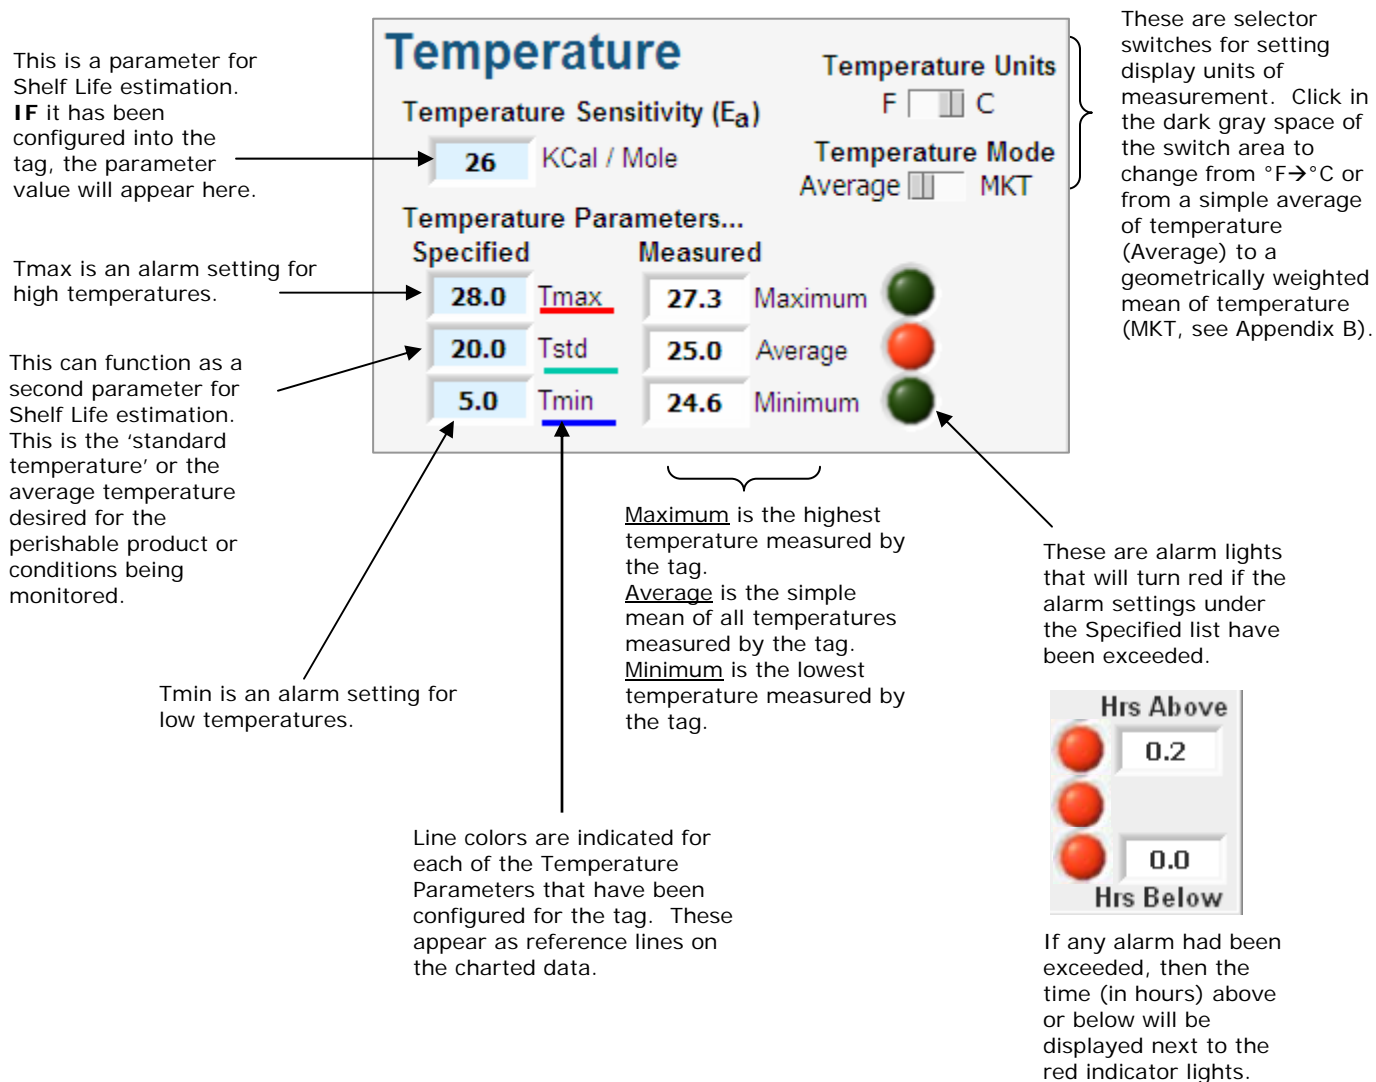 This is a parameter for
Shelf Life estimation.
IF it has been
configured into the
tag, the parameter
value will appear here.
Tmax is an alarm setting for
high temperatures.
This can function as a
second parameter for
Shelf Life estimation.
This is the ‘standard
temperature’ or the
average temperature
desired for the
perishable product or
conditions being
monitored.
Tmin is an alarm setting for
low temperatures.
Temperature
Temperature Units
F C
Temperature Sensitivity (Ea)
26 KCal / Mole
Temperature Mode
Average MKT
Temperature Parameters...
Specified Measured
28.0 Tmax 27.3 Maximum
20.0 Tstd 25.0 Average
5.0 Tmin 24.6 Minimum
These are selector
switches for setting
display units of
measurement. Click in
the dark gray space of
the switch area to
change from °F→°C or
from a simple average
of temperature
(Average) to a
geometrically weighted
mean of temperature
(MKT, see Appendix B).
Maximum is the highest
temperature measured by
the tag.
Average is the simple
mean of all temperatures
measured by the tag.
Minimum is the lowest
temperature measured by
the tag.
Line colors are indicated for
each of the Temperature
Parameters that have been
configured for the tag. These
appear as reference lines on
the charted data.
These are alarm lights
that will turn red if the
alarm settings under
the Specified list have
been exceeded.
Hrs Above
0.2
0.0
Hrs Below
If any alarm had been
exceeded, then the
time (in hours) above
or below will be
displayed next to the
red indicator lights.